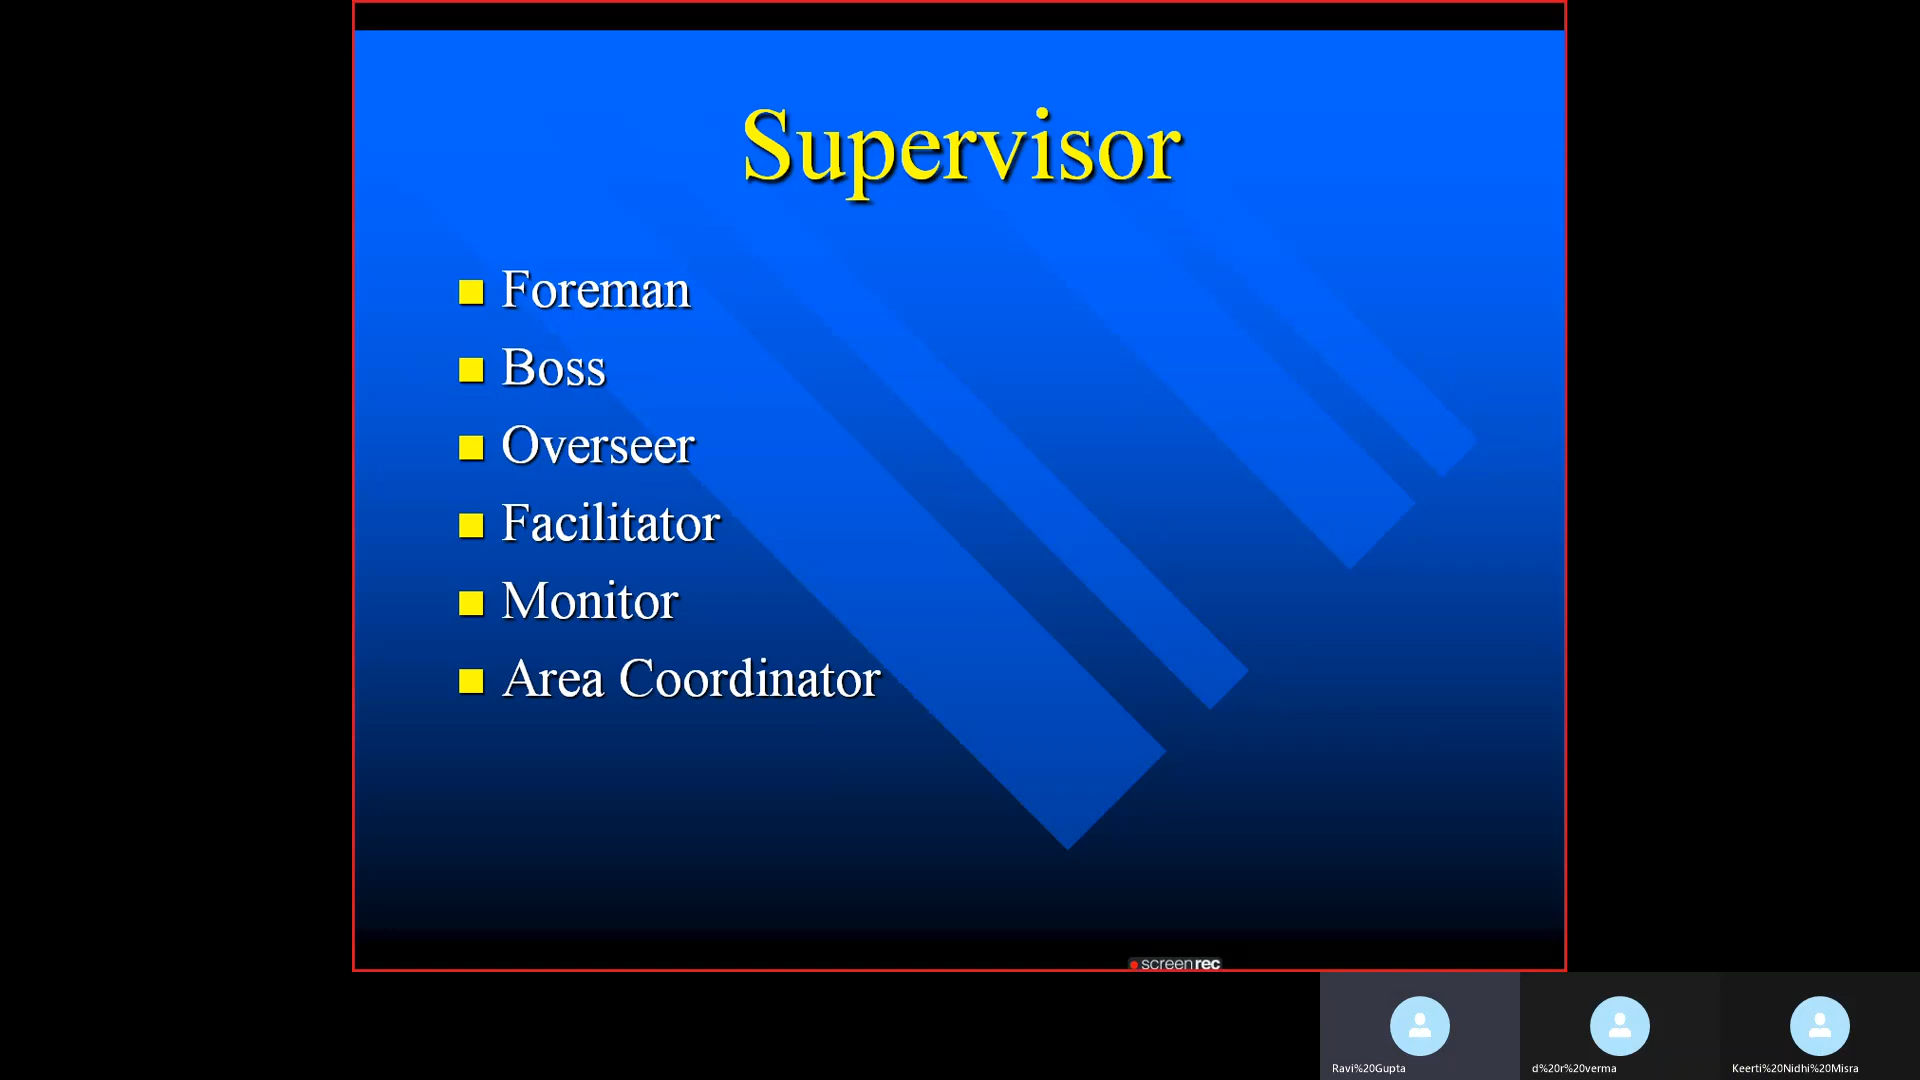 Supervisor
Foreman
Boss
Overseer
Facilitator
Monitor
Area Coordinator
screenrec
Ravi%20Gupta
d%20r%20verma
Keerti%20Nidhi%20Misra